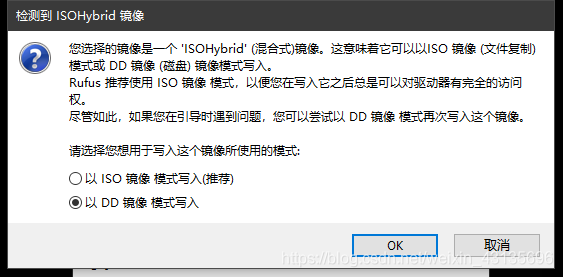 检测到 ISOHybrid 镜像
您选择的镜像是一个 'ISOHybrid' (混合式)镜像。这意味着它可以以ISO 镜像 (文件复制)
模式或 DD 镜像 (磁盘) 镜像模式写入。
Rufus 推荐使用 ISO 镜像 模式，以便您在写入它之后总是可以对驱动器有完全的访问
权。
尽管如此，如果您在引导时遇到问题，您可以尝试以 DD 镜像 模式再次写入这个镜像。
请选择您想用于写入这个镜像所使用的模式:
以 ISO 镜像 模式写入(推荐)
以 DD 镜像 模式写入
OK
取消
https://blog.csdn.net/weixin_43135696